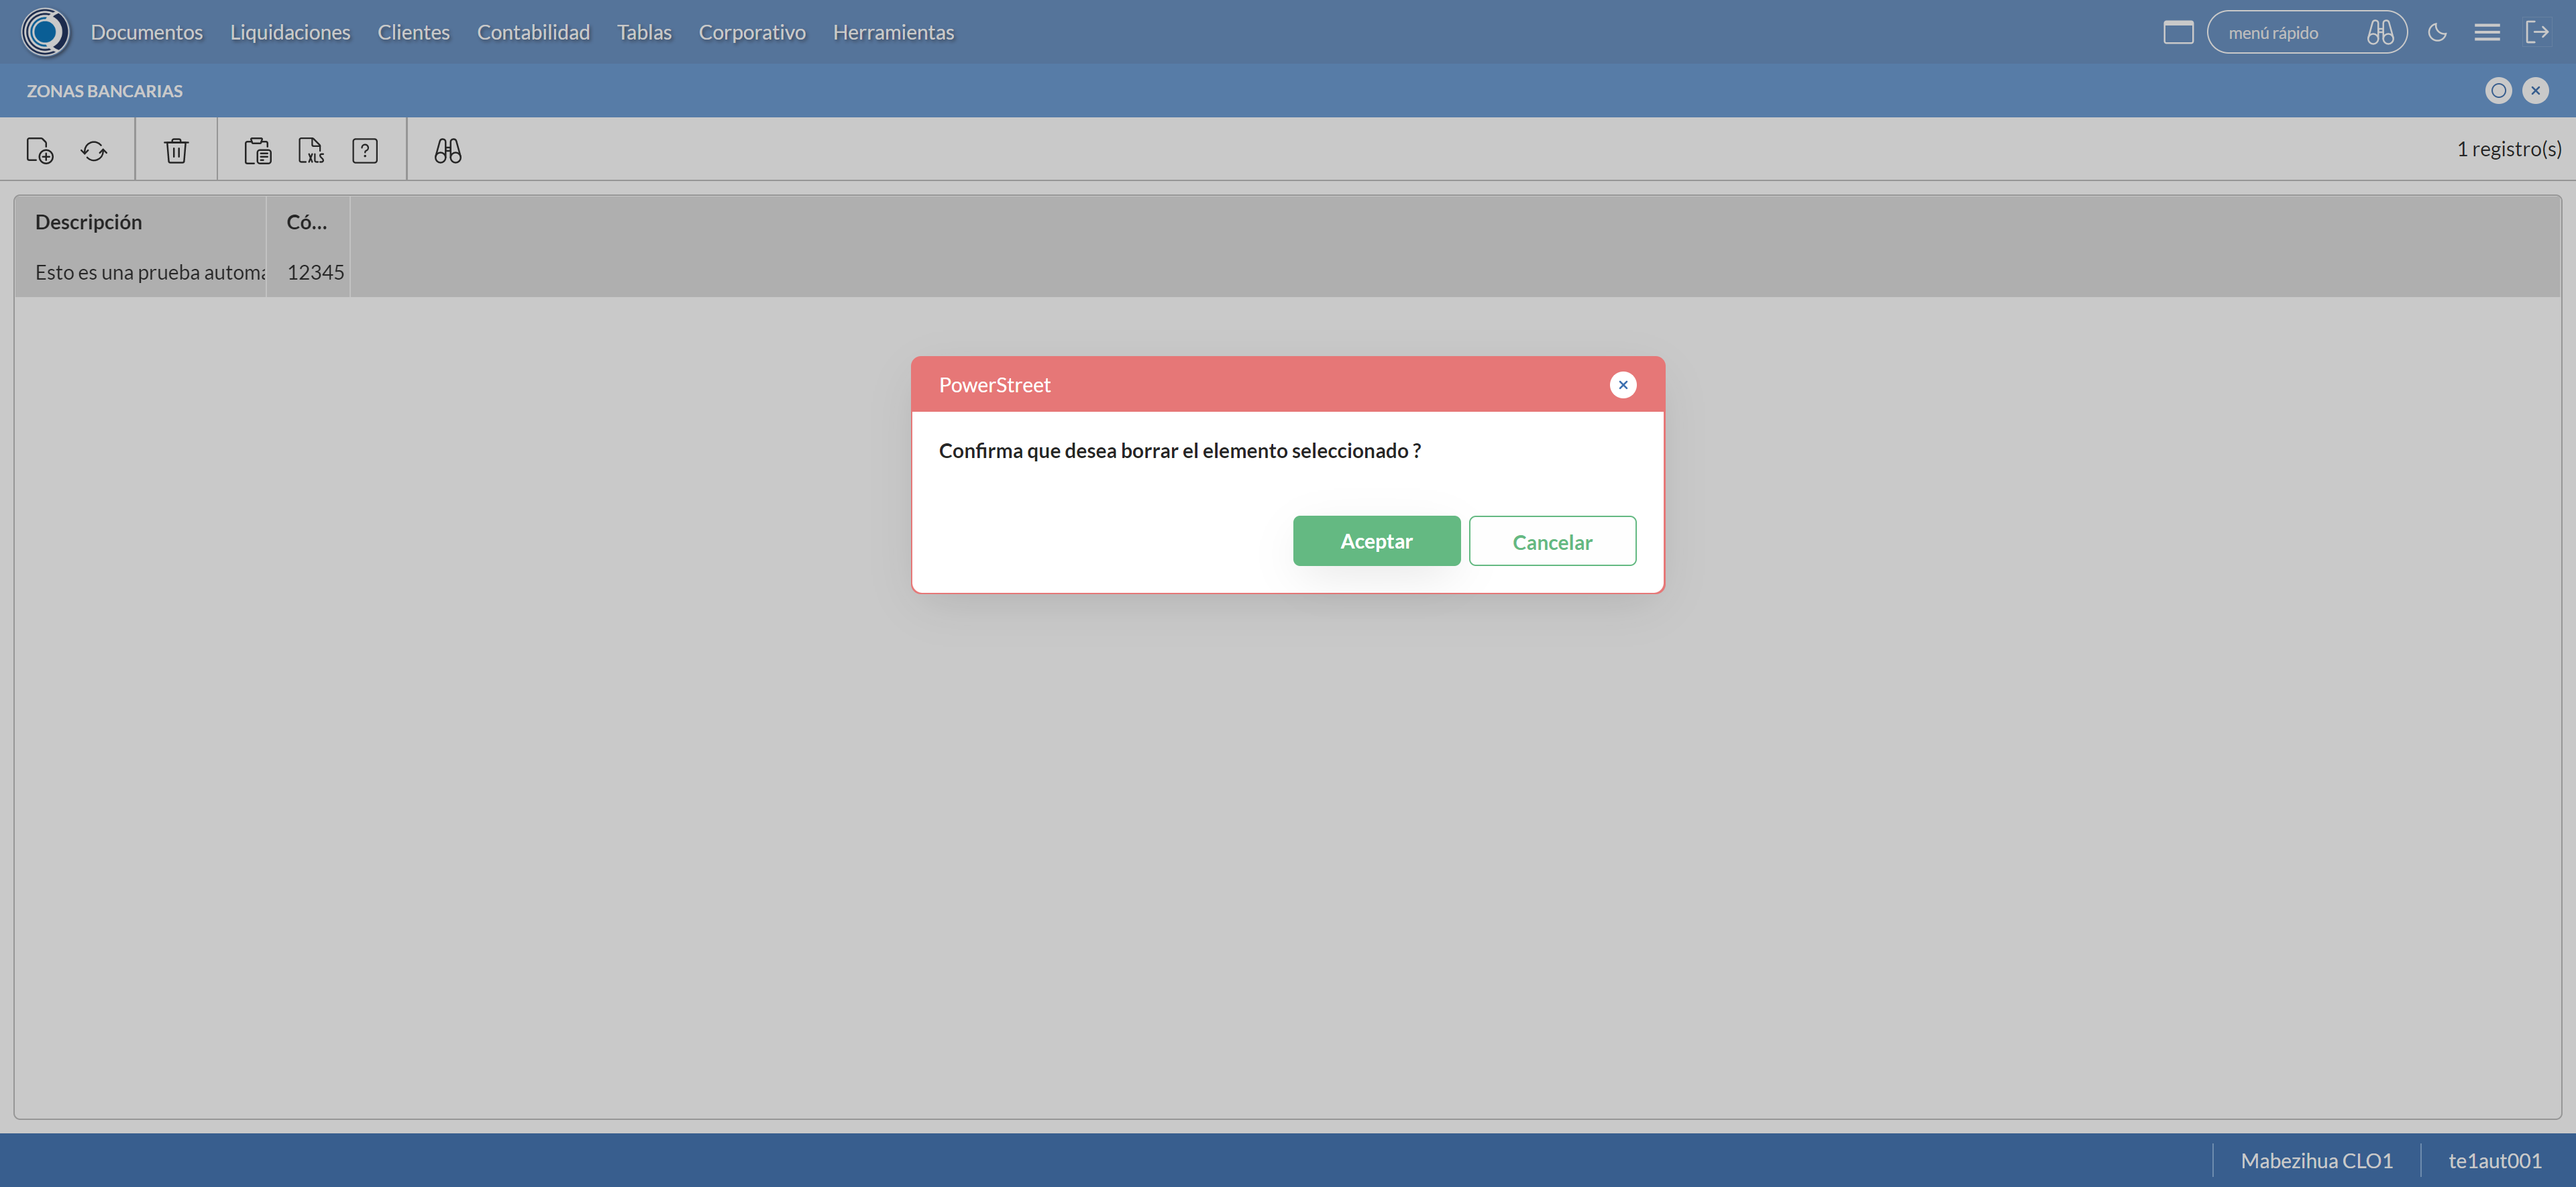 Documentos Liquidaciones Clientes Contabilidad Tablas Corporativo Herramientas menú rápido
ZONAS BANCARIAS
XLS ? 1 registro(s)
Descripción Có...
Esto es una prueba 12345
PowerStreet
Confirma que desea borrar el elemento seleccionado ?
Aceptar Cancelar
Mabezihua CLO1 te1aut001